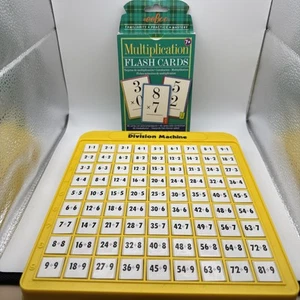 eeBoo
Multiplication
FLASH CARDS
7+
3
8
5
×7
2
Division Machine
1÷1 2÷1 3÷1 4÷1 5÷1 6÷1 7÷1 8÷1 9÷1
2÷2 4÷2 6÷2 8÷2 10÷2 12÷2 14÷2 16÷2 18÷2
3÷3 6÷3 9÷3 12÷3 15÷3 18÷3 21÷3 24÷3 27÷3
4÷4 8÷4 12÷4 16÷4 20÷4 24÷4 28÷4 32÷4 36÷4
5÷5 10÷5 15÷5 20÷5 25÷5 30÷5 35÷5 40÷5 45÷5
6÷6 12÷6 18÷6 24÷6 30÷6 36÷6 42÷6 48÷6 54÷6
7÷7 14÷7 21÷7 28÷7 35÷7 42÷7 49÷7 56÷7 63÷7
8÷8 16÷8 24÷8 32÷8 40÷8 48÷8 56÷8 64÷8 72÷8
9÷9 18÷9 27÷9 36÷9 45÷9 54÷9 63÷9 72÷9 81÷9